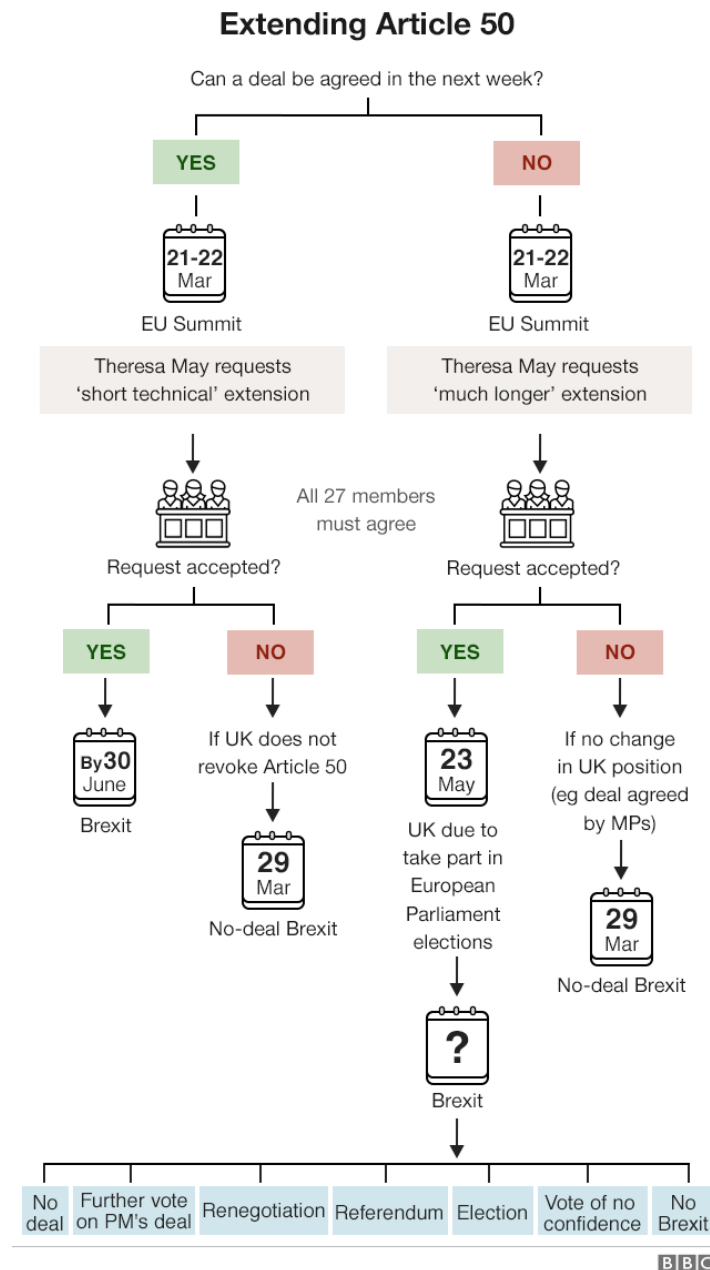 Extending Article 50
Can a deal be agreed in the next week?
YES
NO
21-22
Mar
EU Summit
21-22
Mar
EU Summit
Theresa May requests
‘short technical’ extension
Theresa May requests
‘much longer’ extension
All 27 members
must agree
Request accepted?
Request accepted?
YES
NO
YES
NO
By 30
June
Brexit
If UK does not
revoke Article 50
29
Mar
No-deal Brexit
23
May
UK due to
take part in
European
Parliament
elections
If no change
in UK position
(eg deal agreed
by MPs)
29
Mar
No-deal Brexit
?
Brexit
No
deal
Further vote
on PM's deal
Renegotiation
Referendum
Election
Vote of no
confidence
No
Brexit
BBC